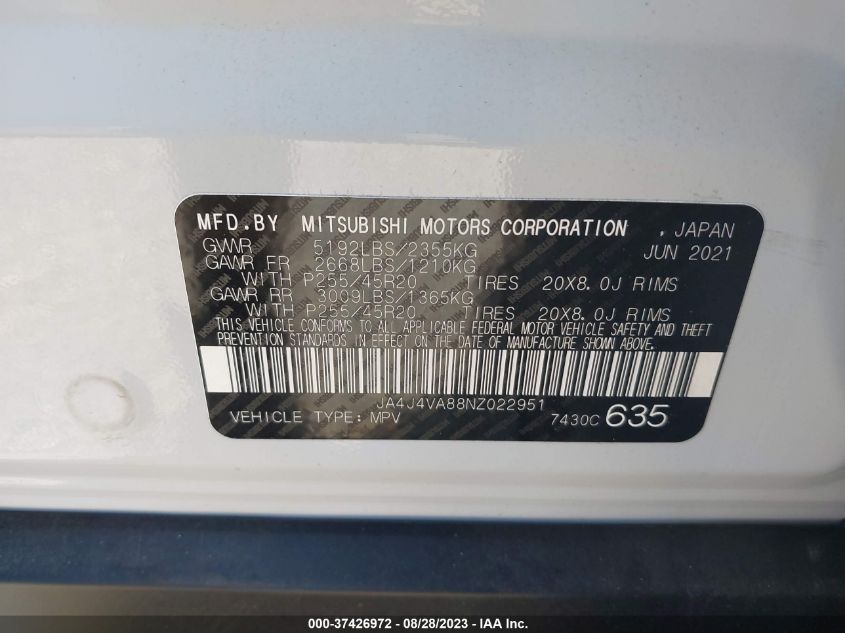 MFD.BY MITSUBISHI MOTORS CORPORATION , JAPAN
GVWR 5192LBS/2355KG JUN 2021
GAWR FR 2668LBS/1210KG
WITH P255/45R20 TIRES 20X8.0J RIMS
GAWR RR 3009LBS/1365KG
WITH P255/45R20 TIRES 20X8.0J RIMS
THIS VEHICLE CONFORMS TO ALL APPLICABLE FEDERAL MOTOR VEHICLE SAFETY AND THEFT
PREVENTION STANDARDS IN EFFECT ON THE DATE OF MANUFACTURE SHOWN ABOVE.
JA4J4VA88NZ022951
VEHICLE TYPE: MPV 7430C 635
000-37426972 - 08/28/2023 - IAA Inc.